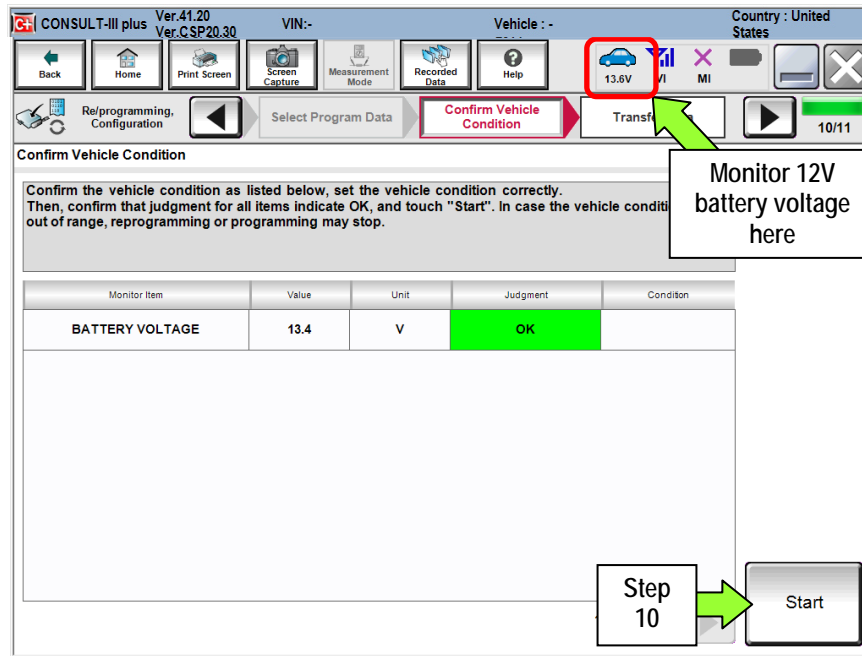 CONSULT-III plus Ver.41.20
Ver.CSP20.30
VIN:-
Vehicle : -
Country : United
States
Back
Home
Print Screen
Screen
Capture
Measurement
Mode
Recorded
Data
Help
13.6V
VI
MI
Re/programming,
Configuration
Select Program Data
Confirm Vehicle
Condition
10/11
Confirm Vehicle Condition
Monitor 12V
battery voltage
here
Confirm the vehicle condition as listed below, set the vehicle condition correctly.
Then, confirm that judgment for all items indicate OK, and touch "Start". In case the vehicle
out of range, reprogramming or programming may stop.
Monitor Item
Value
Unit
Judgment
Condition
BATTERY VOLTAGE
13.4
V
OK
Step
10
Start